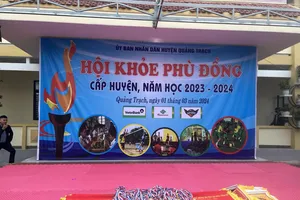 ỦY BAN NHÂN DÂN HUYỆN QUẢNG TRẠCH
HỘI KHỎE PHÙ ĐỔNG
CẤP HUYỆN, NĂM HỌC 2023 - 2024
Quảng Trạch, ngày 01 tháng 03 năm 2024